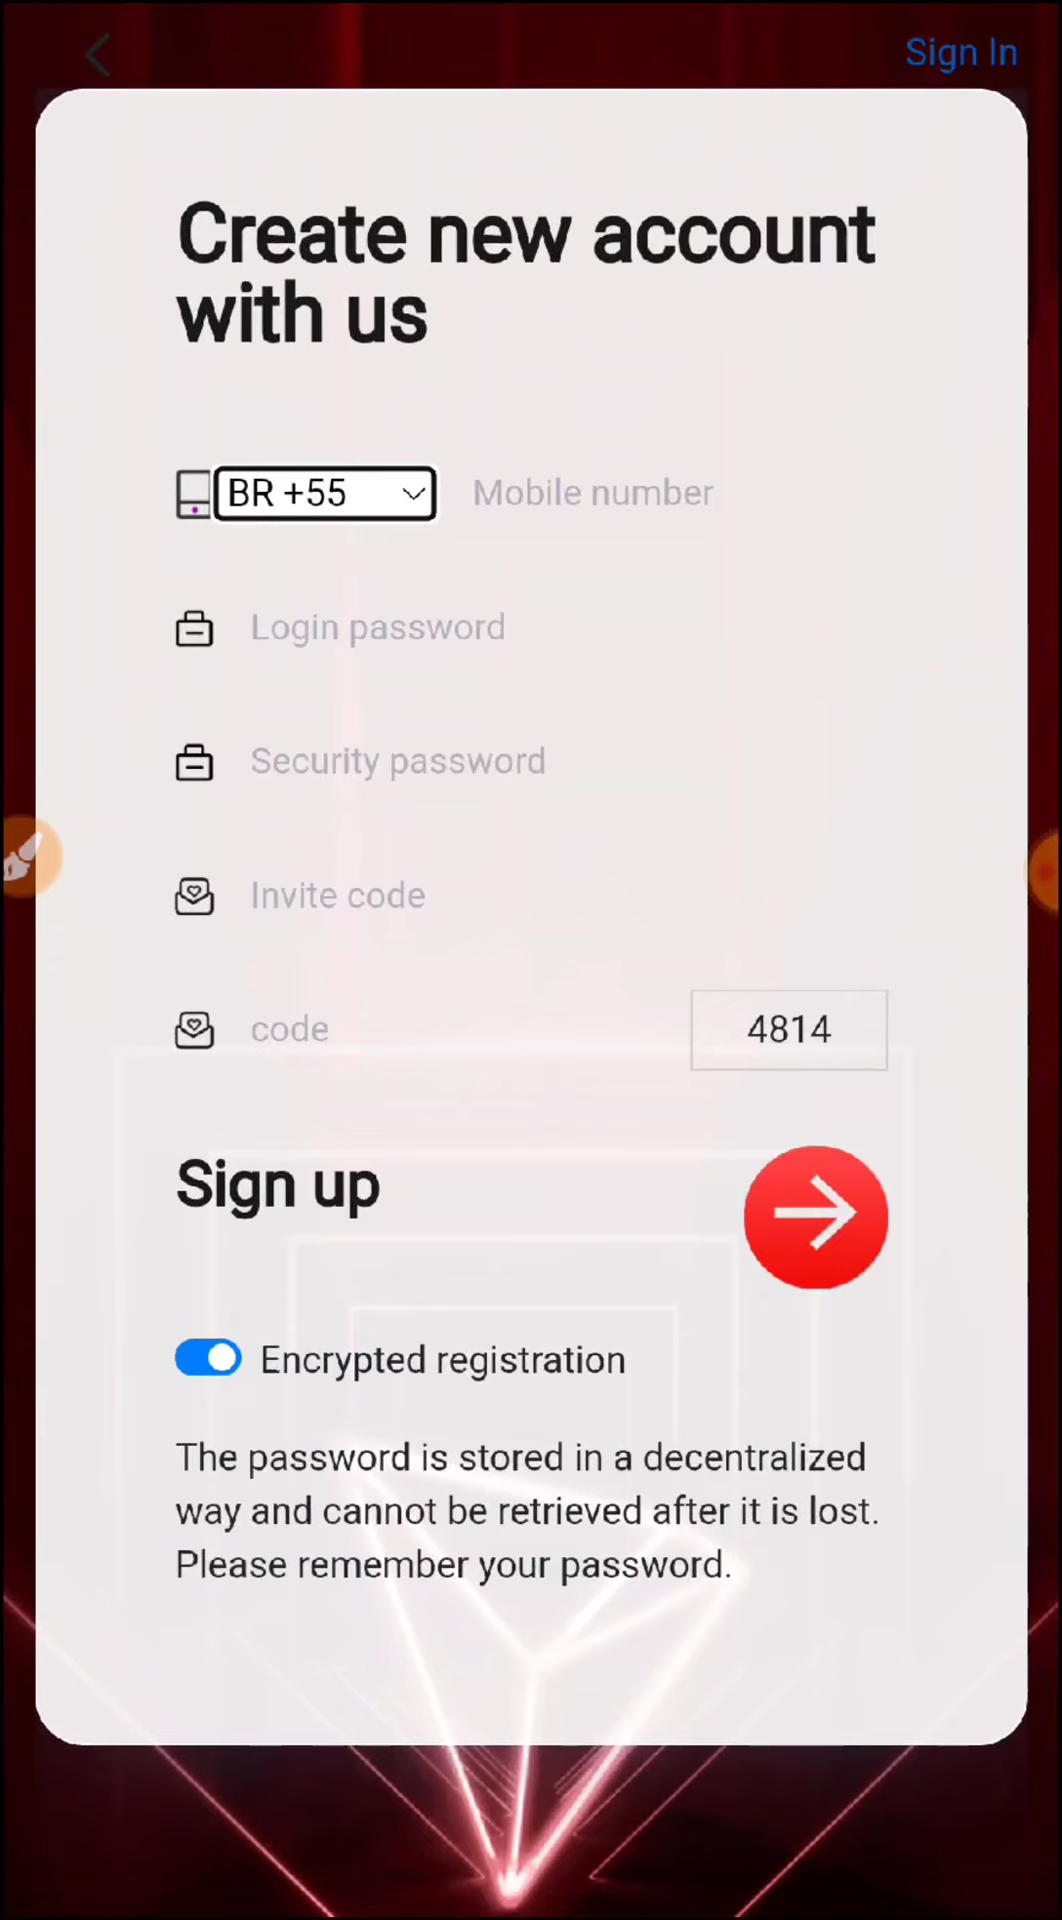 Sign In
Create new account
with us
BR +55
Mobile number
Login password
Security password
Invite code
code
4814
Sign up
Encrypted registration
The password is stored in a decentralized
way and cannot be retrieved after it is lost.
Please remember your password.